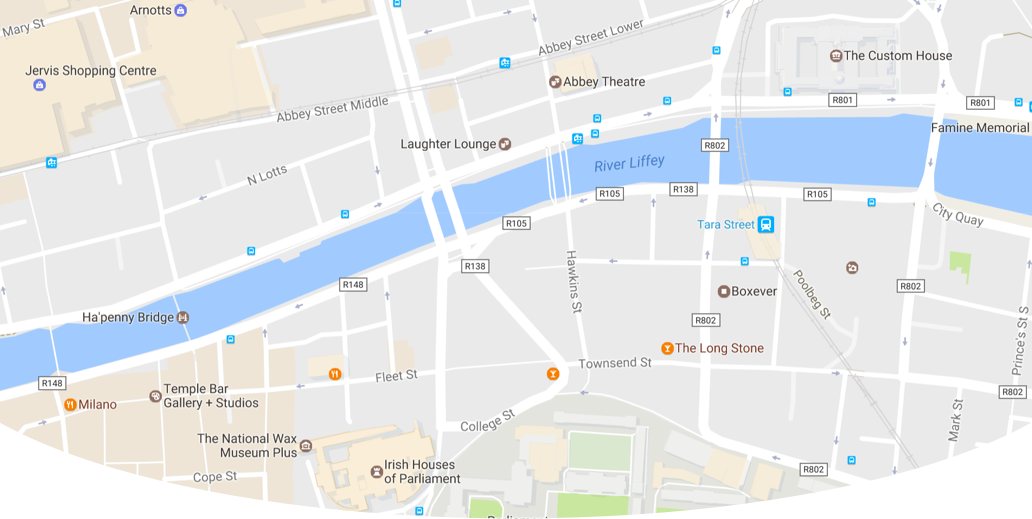 Arnotts
Mary St
Abbey Street Lower
The Custom House
Jervis Shopping Centre
Abbey Theatre
R801
R801
Abbey Street Middle
Famine Memorial
Laughter Lounge
R802
River Liffey
N Lotts
R105
R138
R105
City Quay
R105
Tara Street
R138
Hawkins St
R148
Poolbeg St
R802
Boxever
Ha'penny Bridge
R802
Prince's St S
The Long Stone
Townsend St
Fleet St
R148
R802
Milano
Temple Bar
Gallery + Studios
College St
Mark St
The National Wax
Museum Plus
Irish Houses
of Parliament
R802
Cope St